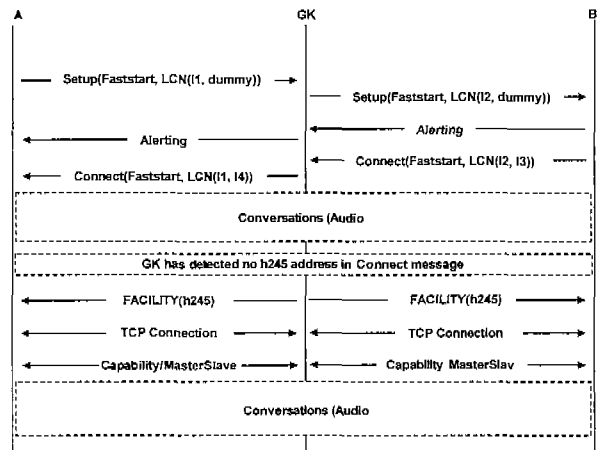 A GK B
Setup(Faststart, LCN(I1, dummy))
Setup(Faststart, LCN(I2, dummy))
Alerting
Alerting
Connect(Faststart, LCN(I2, I3))
Connect(Faststart, LCN(I1, I4))
Conversations (Audio
GK has detected no h245 address in Connect message
FACILITY(h245) FACILITY(h245)
TCP Connection TCP Connection
Capability/MasterSlave Capability MasterSlav
Conversations (Audio